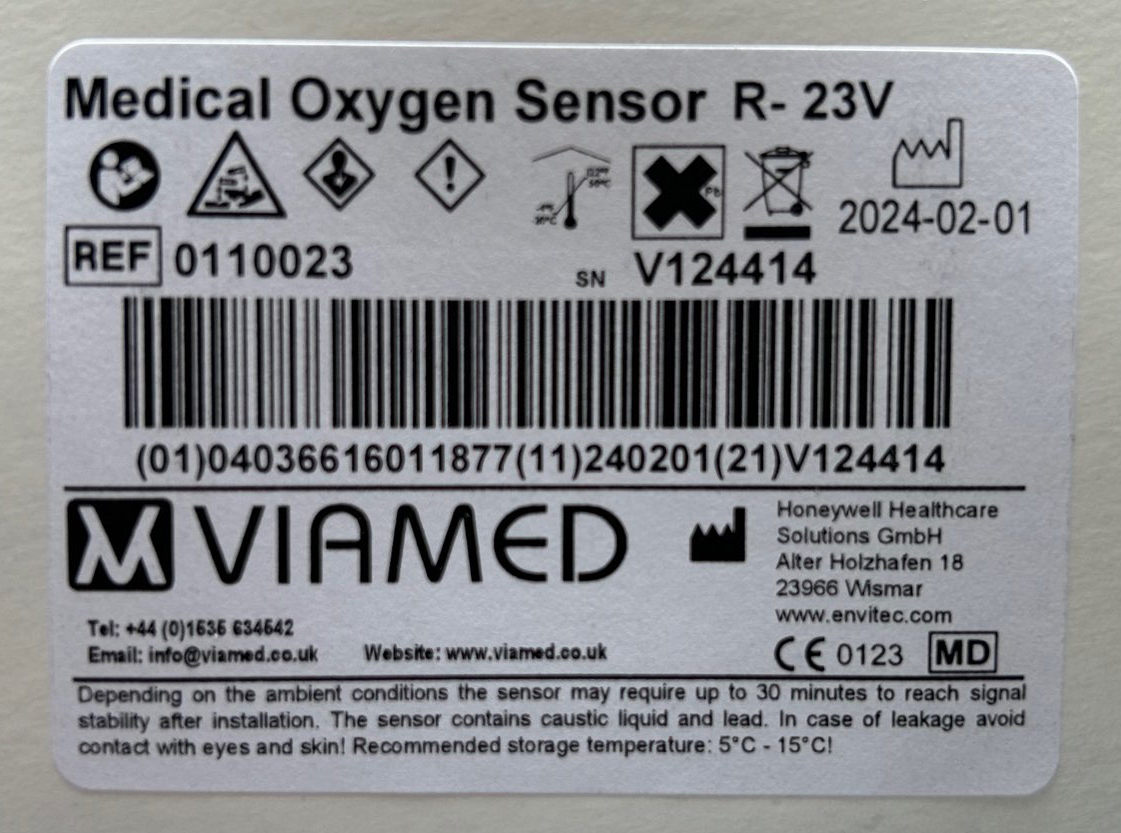 Medical Oxygen Sensor R- 23V
Pb
2024-02-01
REF 0110023 SN V124414
(01)04036616011877(11)240201(21)V124414
VIAMED
Honeywell Healthcare
Solutions GmbH
Alter Holzhafen 18
23966 Wismar
www.envitec.com
Tel: +44 (0)1535 634542
Email: info@viamed.co.uk Website: www.viamed.co.uk
CE 0123 MD
Depending on the ambient conditions the sensor may require up to 30 minutes to reach signal
stability after installation. The sensor contains caustic liquid and lead. In case of leakage avoid
contact with eyes and skin! Recommended storage temperature: 5°C - 15°C!